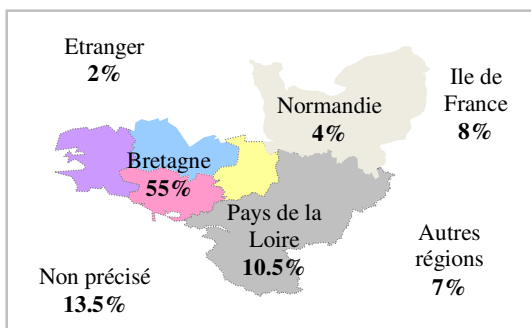 Etranger
2%
Normandie
4%
Ile de
France
8%
Bretagne
55%
Pays de la
Loire
10.5%
Autres
régions
7%
Non précisé
13.5%